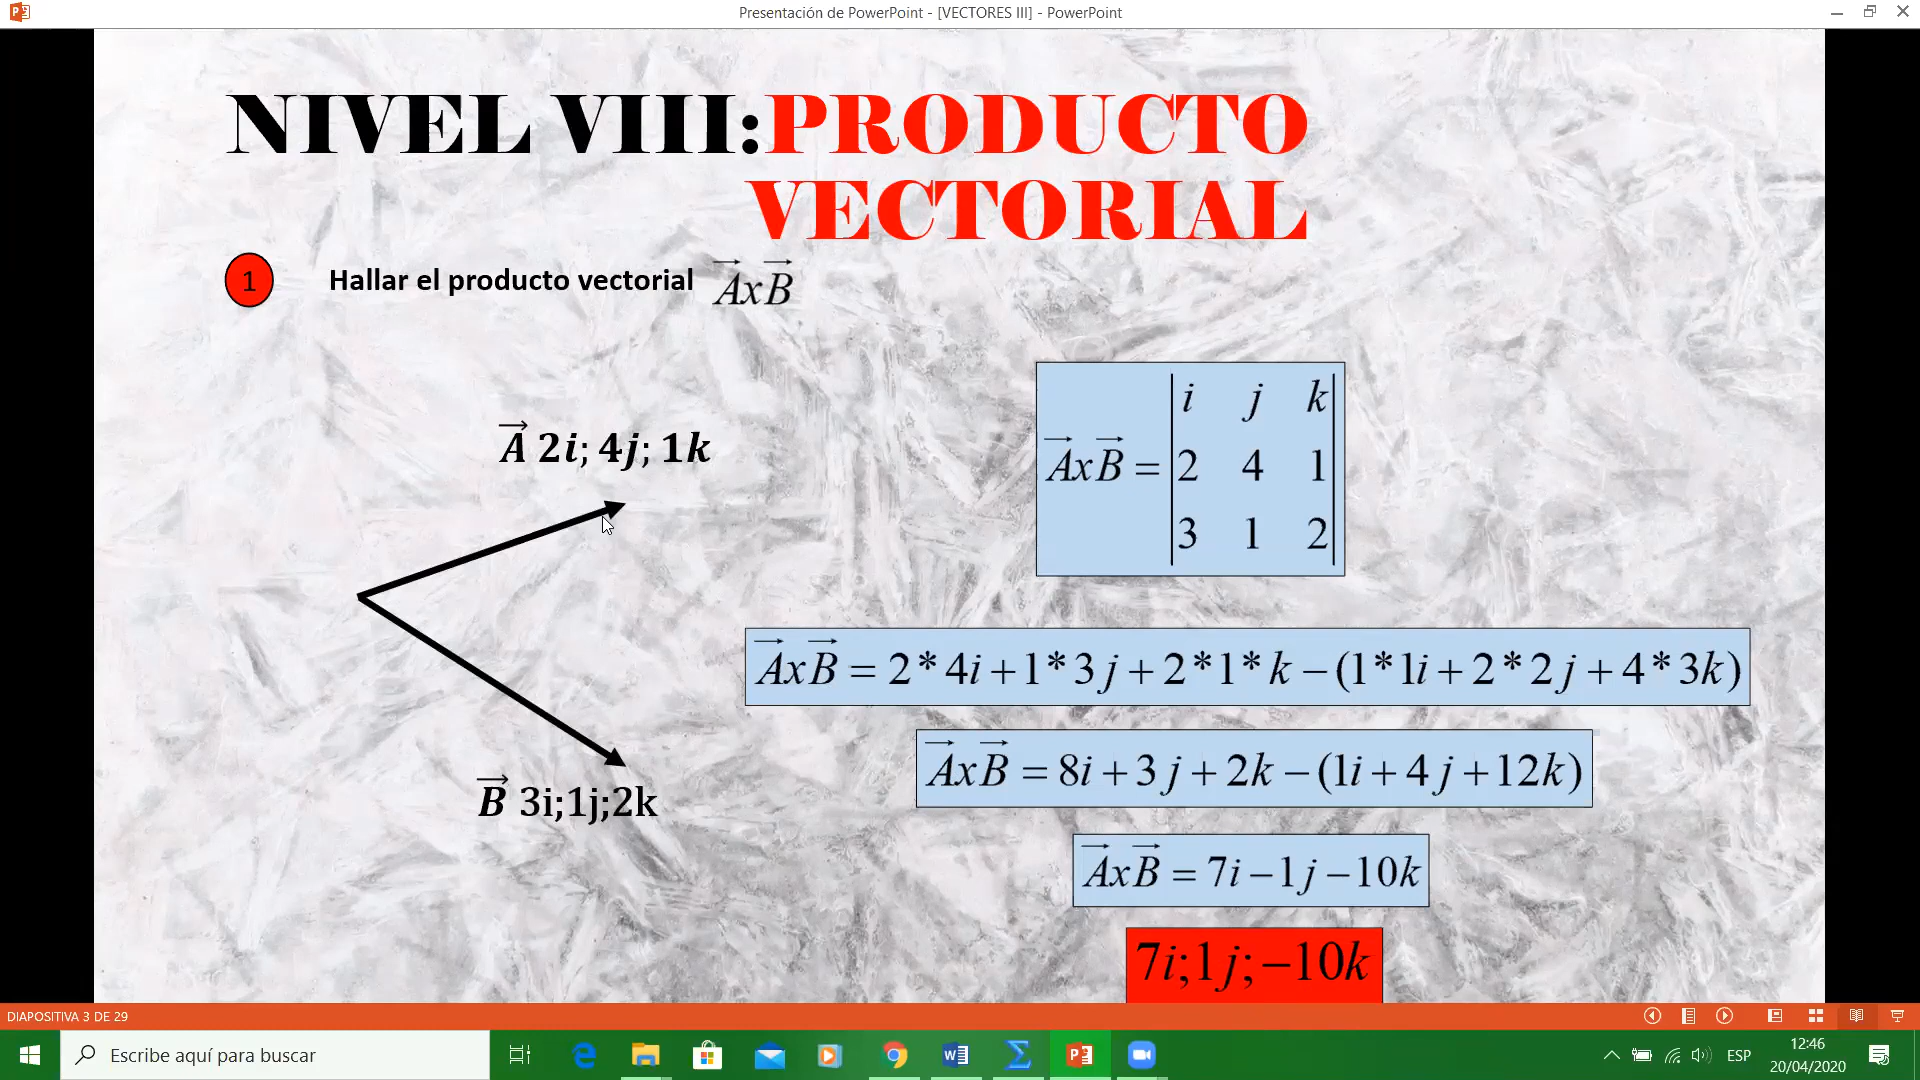 Presentación de PowerPoint - [VECTORES III] - PowerPoint
NIVEL VIII:PRODUCTO
VECTORIAL
1 Hallar el producto vectorial AxB
A 2i; 4j; 1k
i j k
AxB = 2 4 1
3 1 2
AxB = 2*4i+1*3j+2*1*k-(1*1i+2*2j+4*3k)
AxB = 8i+3j+2k-(1i+4j+12k)
B 3i;1j;2k
AxB = 7i-1j-10k
7i;1j;-10k
DIAPOSITIVA 3 DE 29
Escribe aquí para buscar
ESP
12:46
20/04/2020